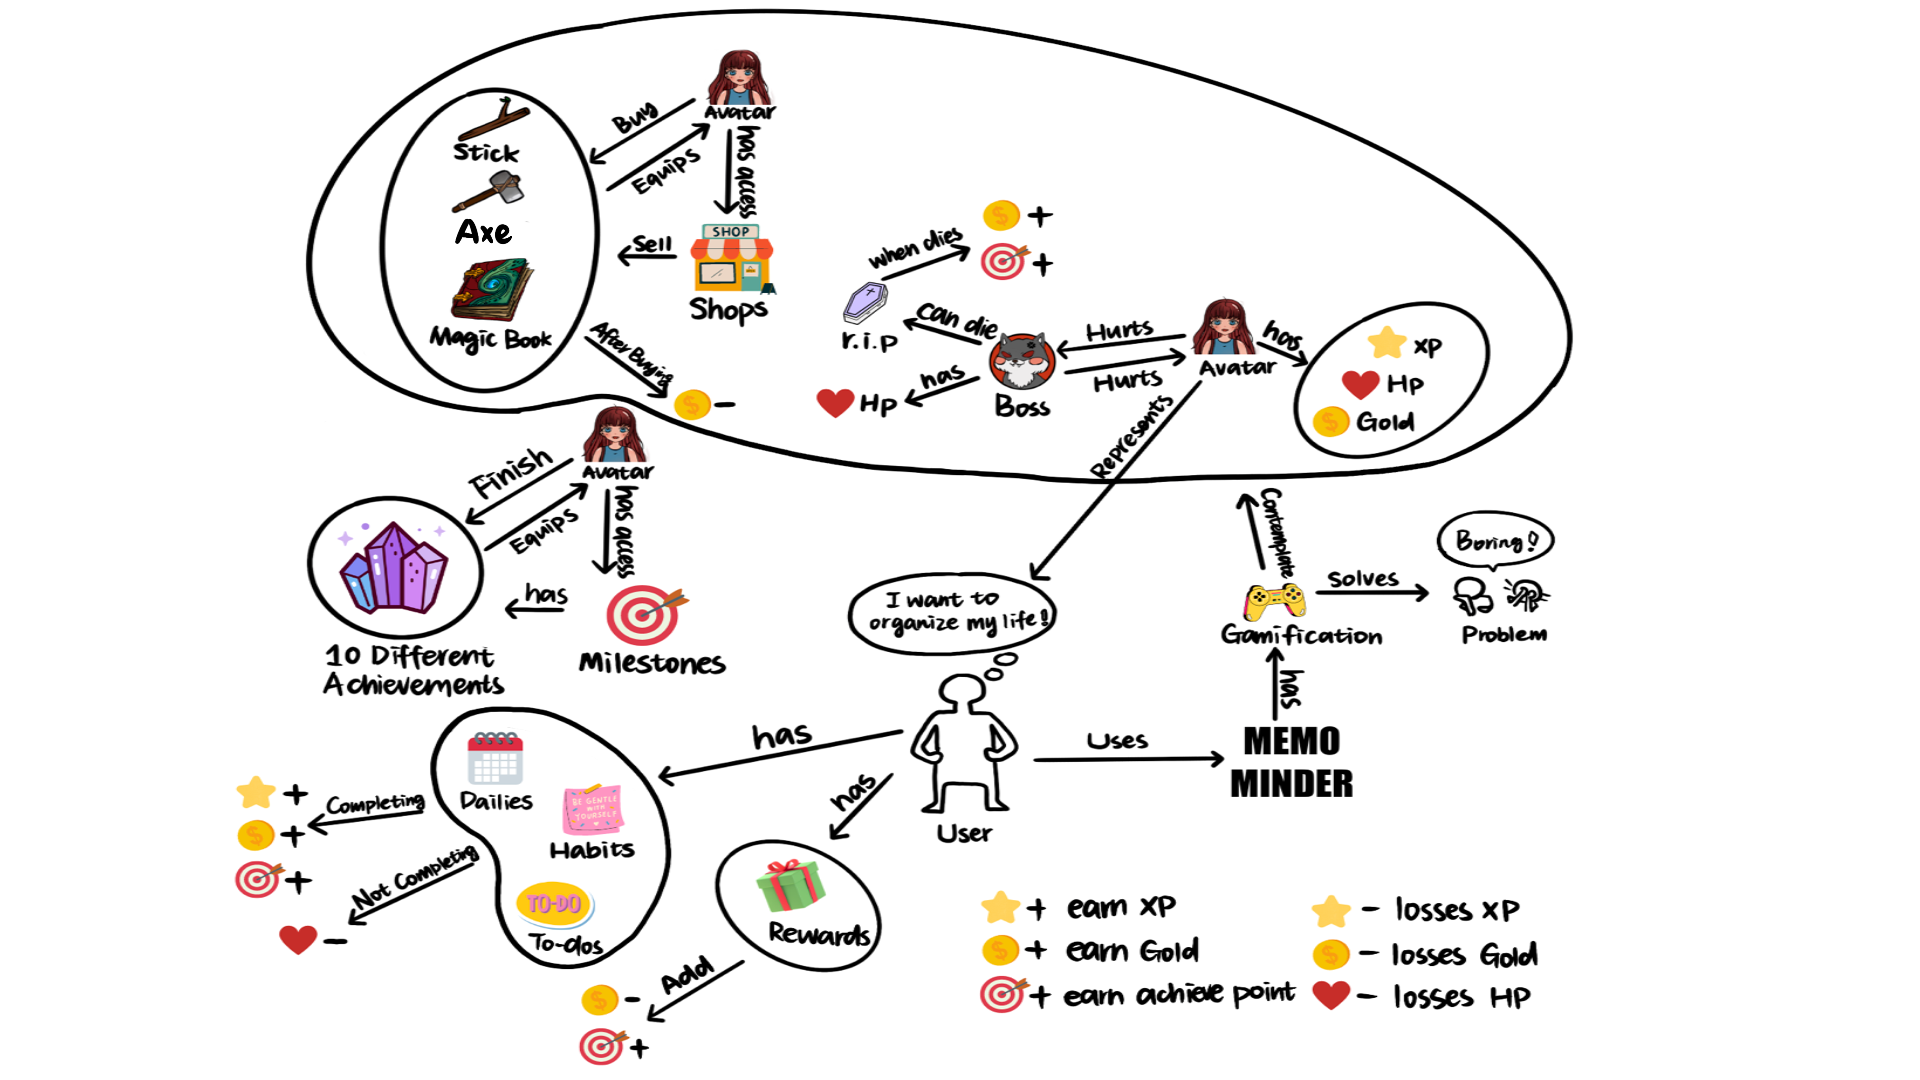 Avatar
Buy
Equips
has access
Stick
Axe
Magic Book
Sell
SHOP
Shops
After Buying
-
when dies
+
+
can die
r.i.p
has
Hp
Boss
Hurts
Hurts
Avatar
has
XP
Hp
Gold
Represents
Avatar
Finish
Equips
has access
has
10 Different
Achievements
Milestones
I want to
organize my life!
User
Contemplate
Boring!
Solves
Gamification
Problem
has
MEMO
MINDER
Uses
has
has
Dailies
BE GENTLE
WITH
YOURSELF
Habits
TO-DO
To-dos
Completing
+
+
+
Not Completing
-
Rewards
Add
-
+
+ earn XP
+ earn Gold
+ earn achieve point
- losses XP
- losses Gold
- losses HP